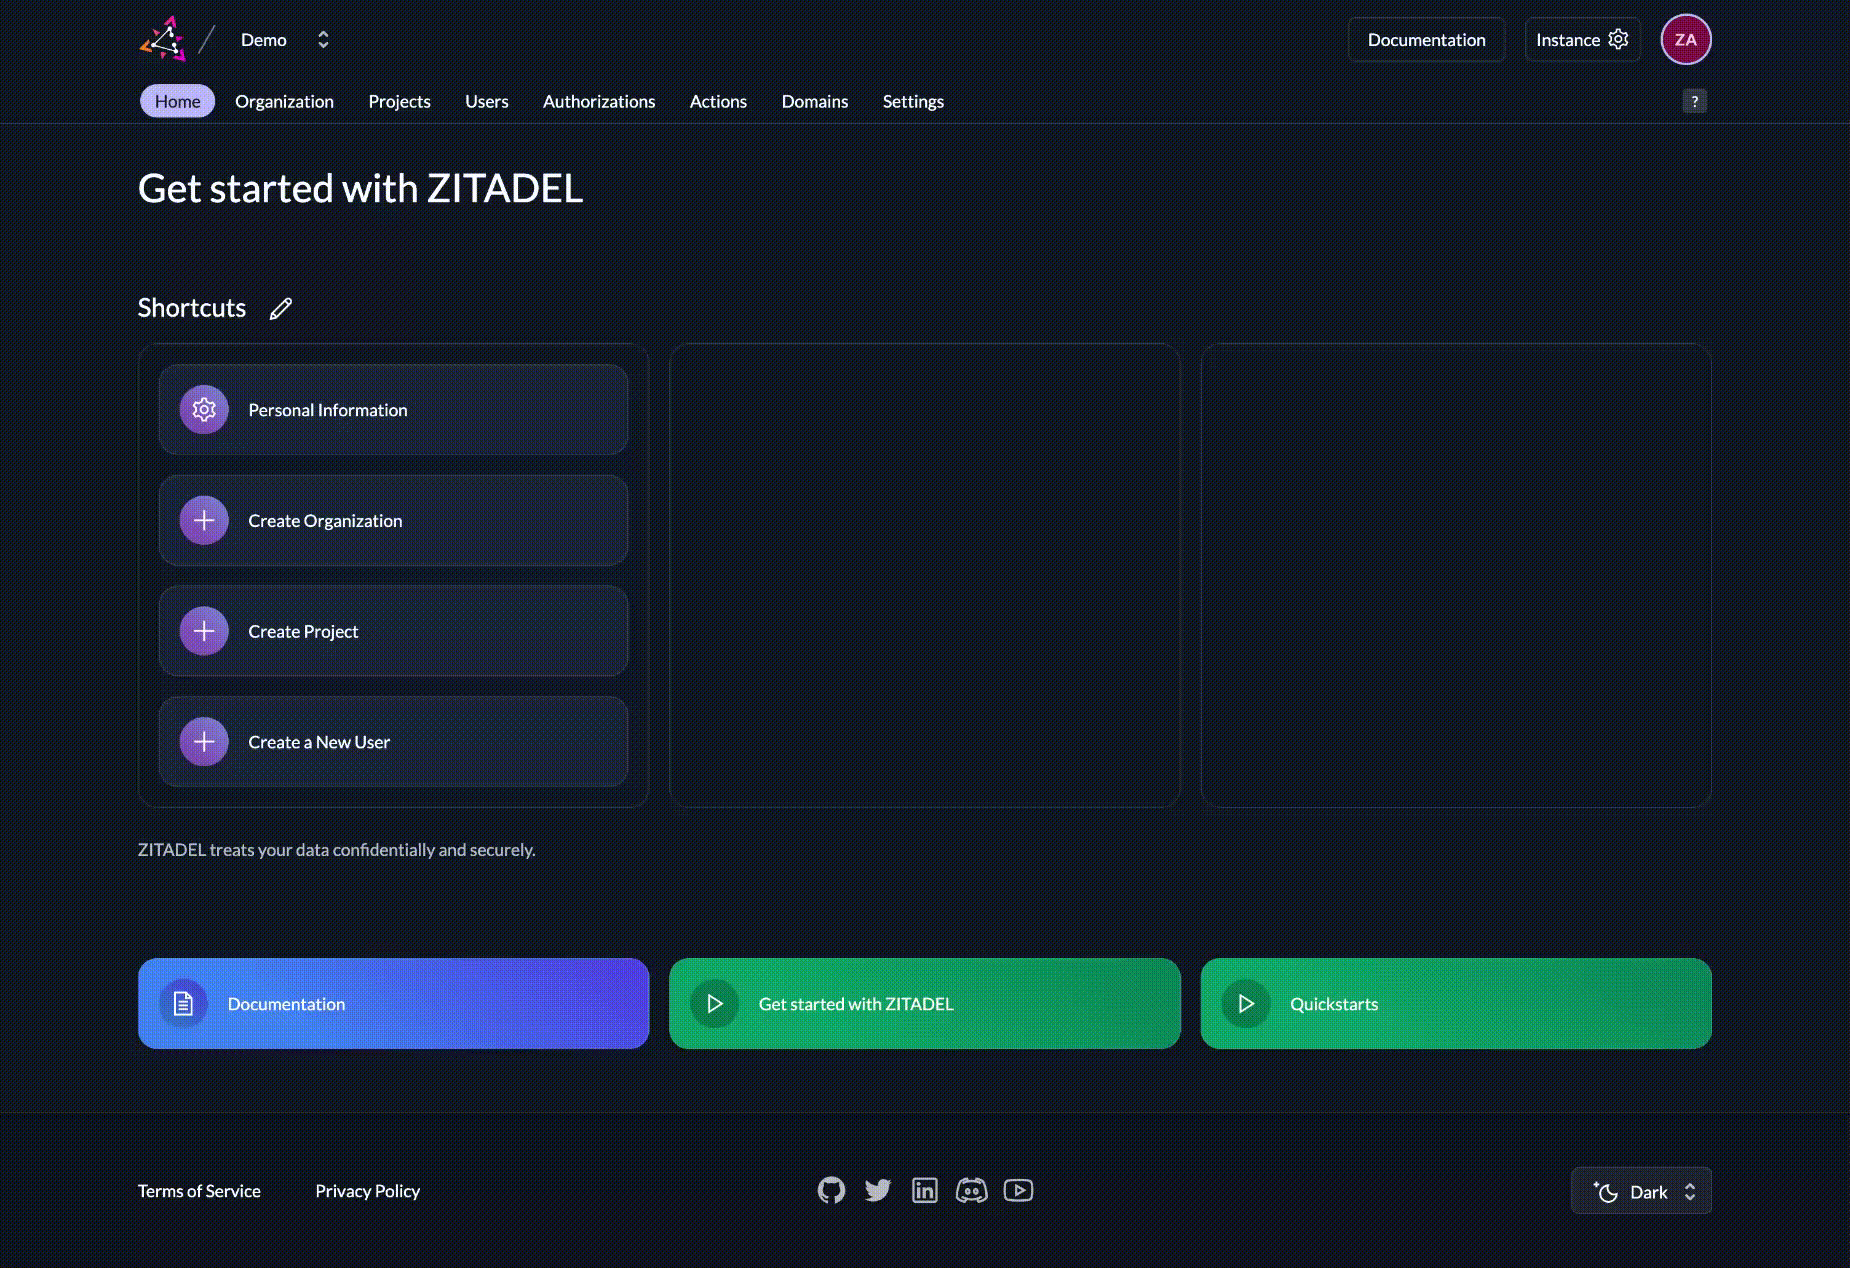 Demo
Documentation
Instance
ZA
Home
Organization
Projects
Users
Authorizations
Actions
Domains
Settings
?
Get started with ZITADEL
Shortcuts
Personal Information
Create Organization
Create Project
Create a New User
ZITADEL treats your data confidentially and securely.
Documentation
Get started with ZITADEL
Quickstarts
Terms of Service
Privacy Policy
Dark